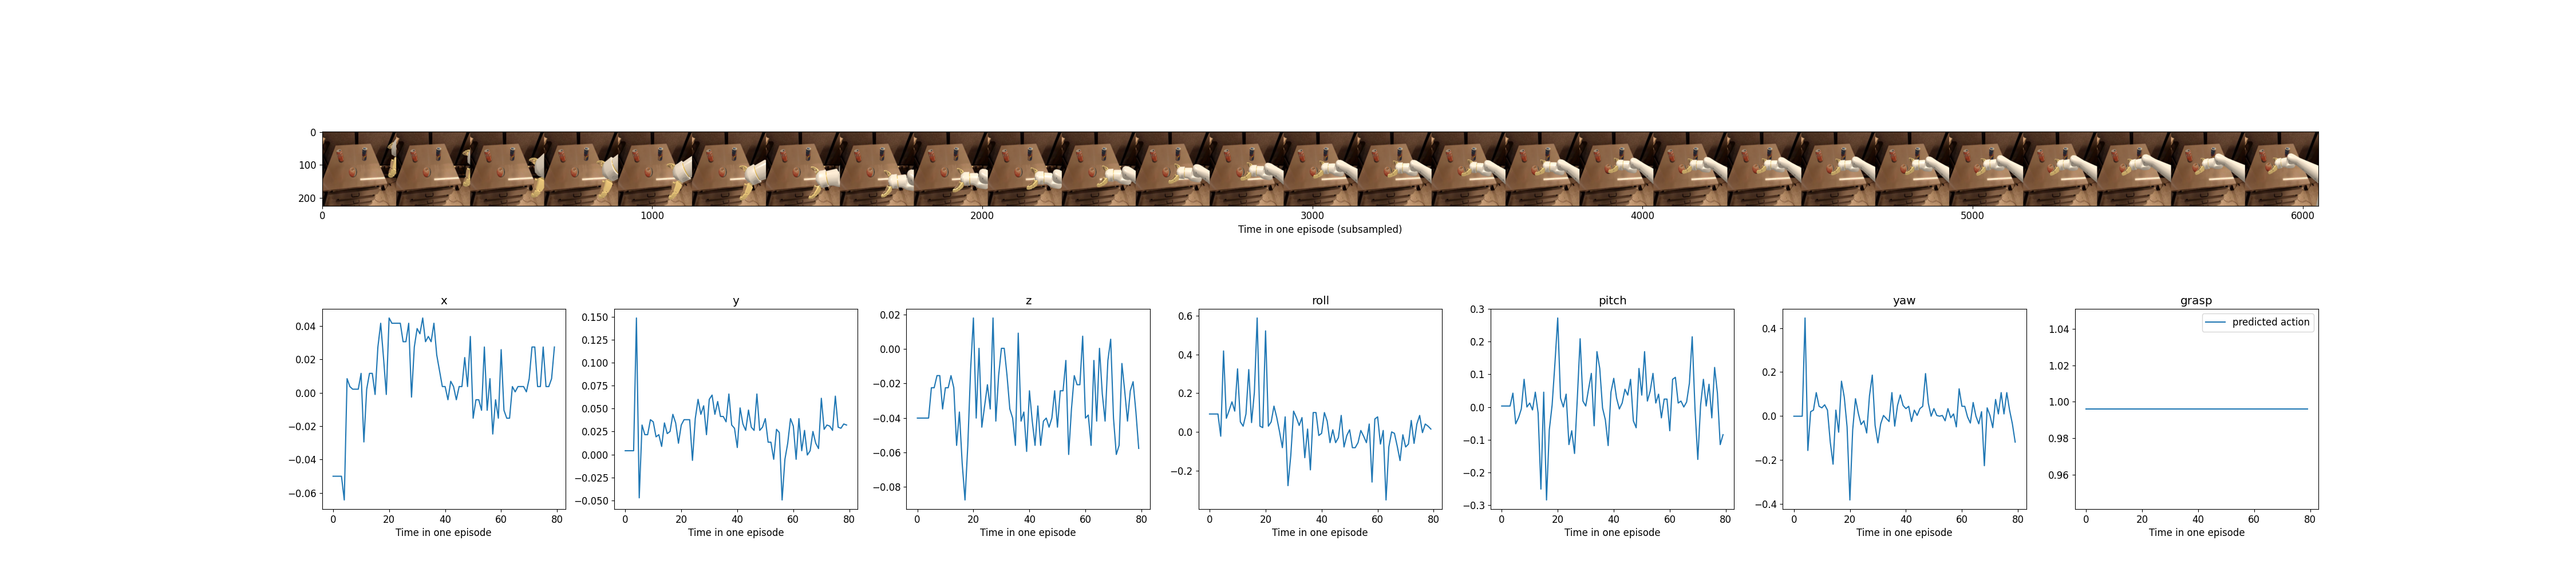 0
100
200
0 1000 2000 3000 4000 5000 6000
Time in one episode (subsampled)
x
0.04
0.02
0.00
−0.02
−0.04
−0.06
0 20 40 60 80
Time in one episode
y
0.150
0.125
0.100
0.075
0.050
0.025
0.000
−0.025
−0.050
0 20 40 60 80
Time in one episode
z
0.02
0.00
−0.02
−0.04
−0.06
−0.08
0 20 40 60 80
Time in one episode
roll
0.6
0.4
0.2
0.0
−0.2
0 20 40 60 80
Time in one episode
pitch
0.3
0.2
0.1
0.0
−0.1
−0.2
−0.3
0 20 40 60 80
Time in one episode
yaw
0.4
0.2
0.0
−0.2
−0.4
0 20 40 60 80
Time in one episode
grasp
predicted action
1.04
1.02
1.00
0.98
0.96
0 20 40 60 80
Time in one episode